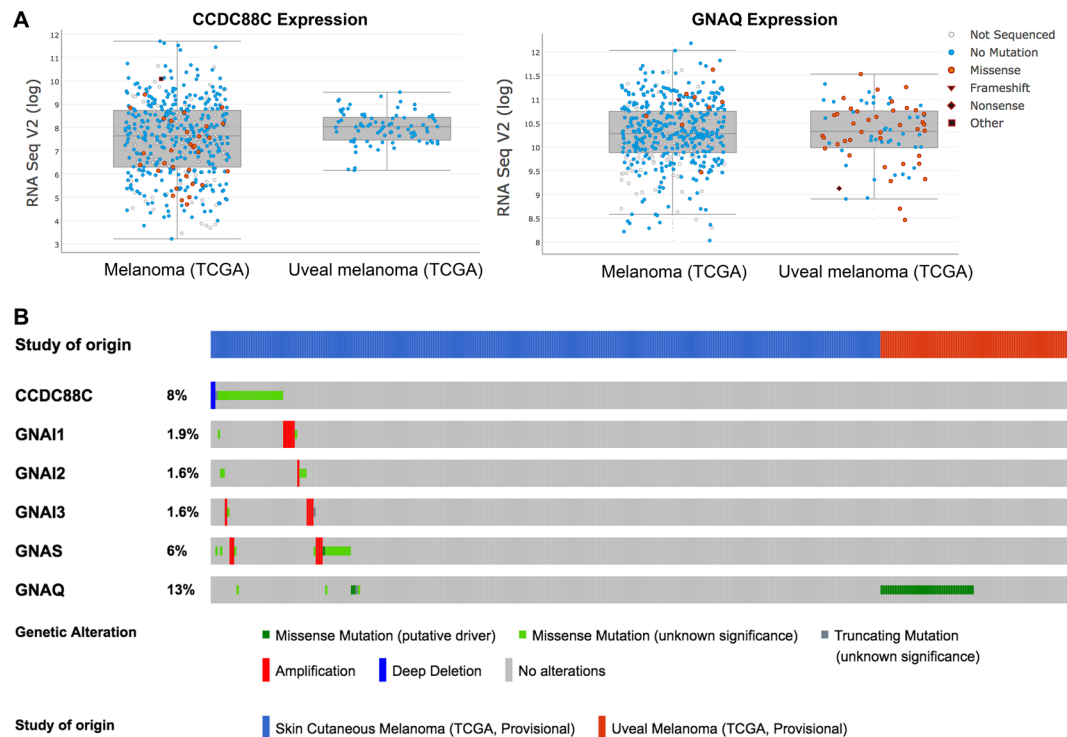 A
CCDC88C Expression
RNA Seq V2 (log)
12
11
10
9
8
7
6
5
4
3
Melanoma (TCGA)
Uveal melanoma (TCGA)
GNAQ Expression
RNA Seq V2 (log)
12
11.5
11
10.5
10
9.5
9
8.5
8
Melanoma (TCGA)
Uveal melanoma (TCGA)
Not Sequenced
No Mutation
Missense
Frameshift
Nonsense
Other
B
Study of origin
CCDC88C 8%
GNAI1 1.9%
GNAI2 1.6%
GNAI3 1.6%
GNAS 6%
GNAQ 13%
Genetic Alteration
Missense Mutation (putative driver)
Missense Mutation (unknown significance)
Truncating Mutation
(unknown significance)
Amplification
Deep Deletion
No alterations
Study of origin
Skin Cutaneous Melanoma (TCGA, Provisional)
Uveal Melanoma (TCGA, Provisional)